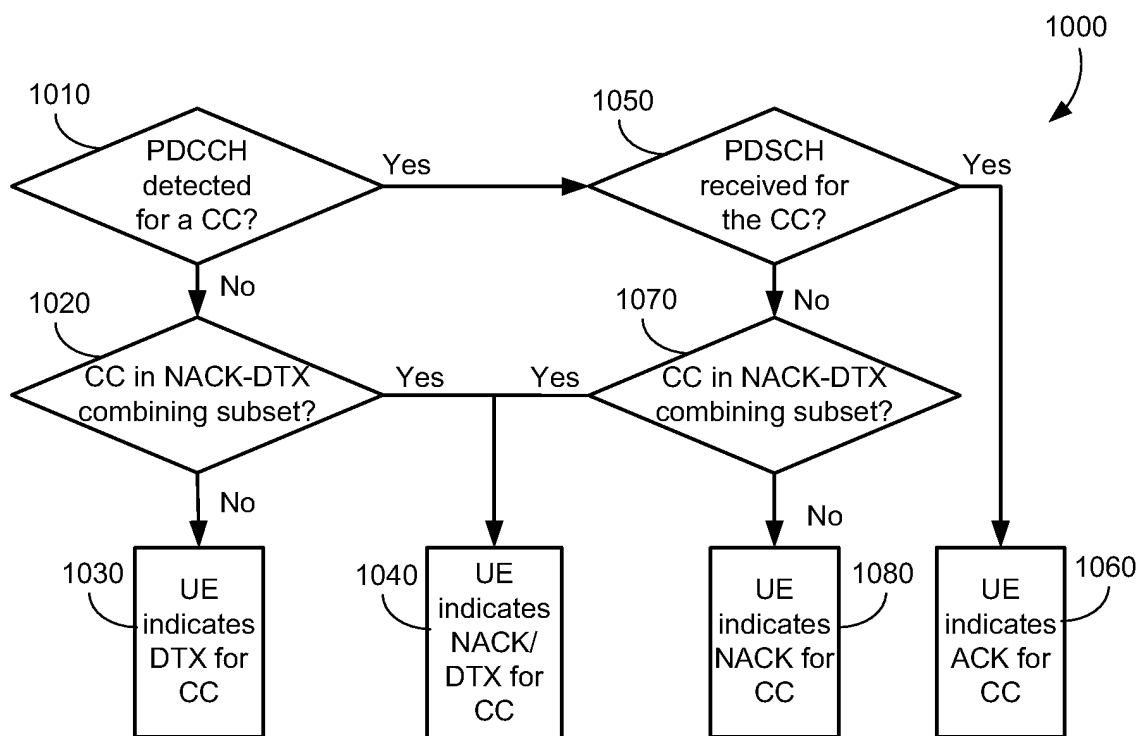 1000
1010
PDCCH
detected
for a CC?
Yes
1050
PDSCH
received for
the CC?
Yes
No
No
1020
CC in NACK-DTX
combining subset?
Yes
Yes
1070
CC in NACK-DTX
combining subset?
No
No
1030
UE
indicates
DTX for
CC
1040
UE
indicates
NACK/
DTX for
CC
UE
indicates
NACK for
CC
1080
UE
indicates
ACK for
CC
1060